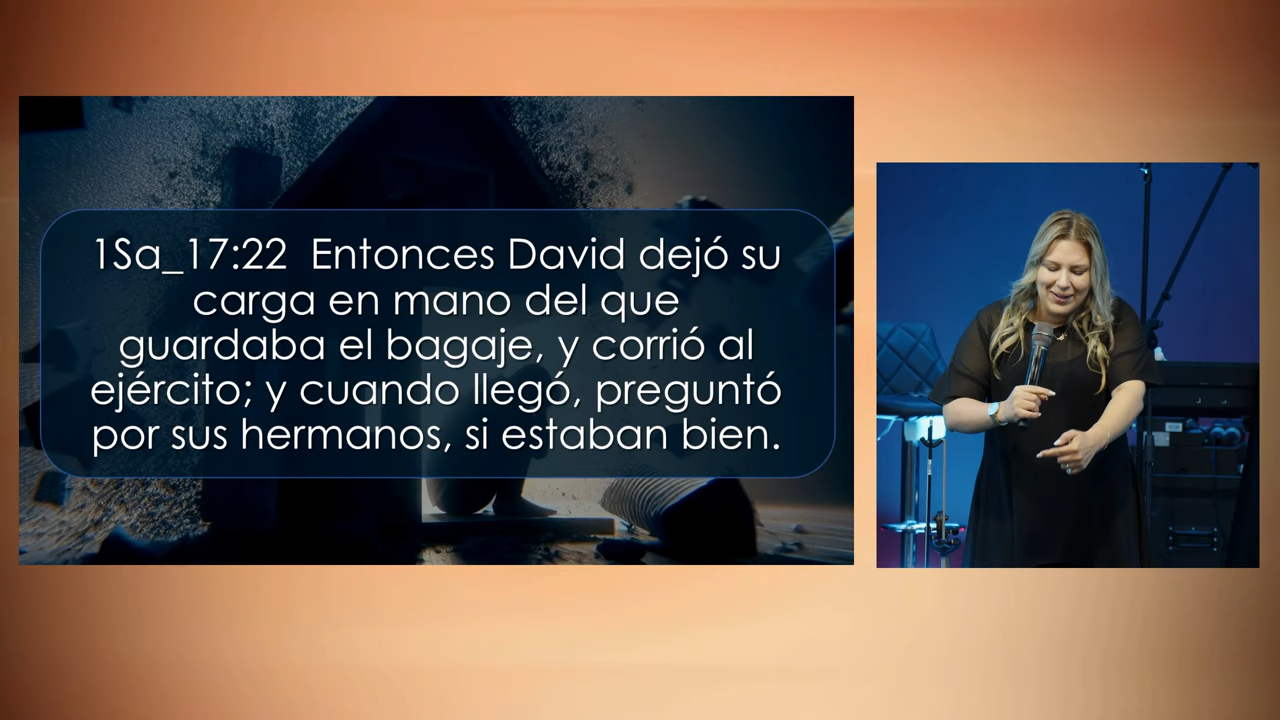 1Sa_17:22  Entonces David dejó su
carga en mano del que
guardaba el bagaje, y corrió al
ejército; y cuando llegó, preguntó
por sus hermanos, si estaban bien.